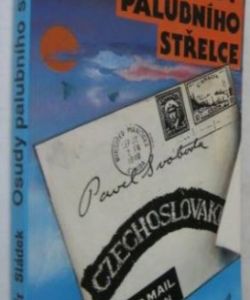 PALUBNÍHO
STŘELCE
Pavel Svoboda
CZECHOSLOVAK
MAIL
Sládek Osudy palubního s